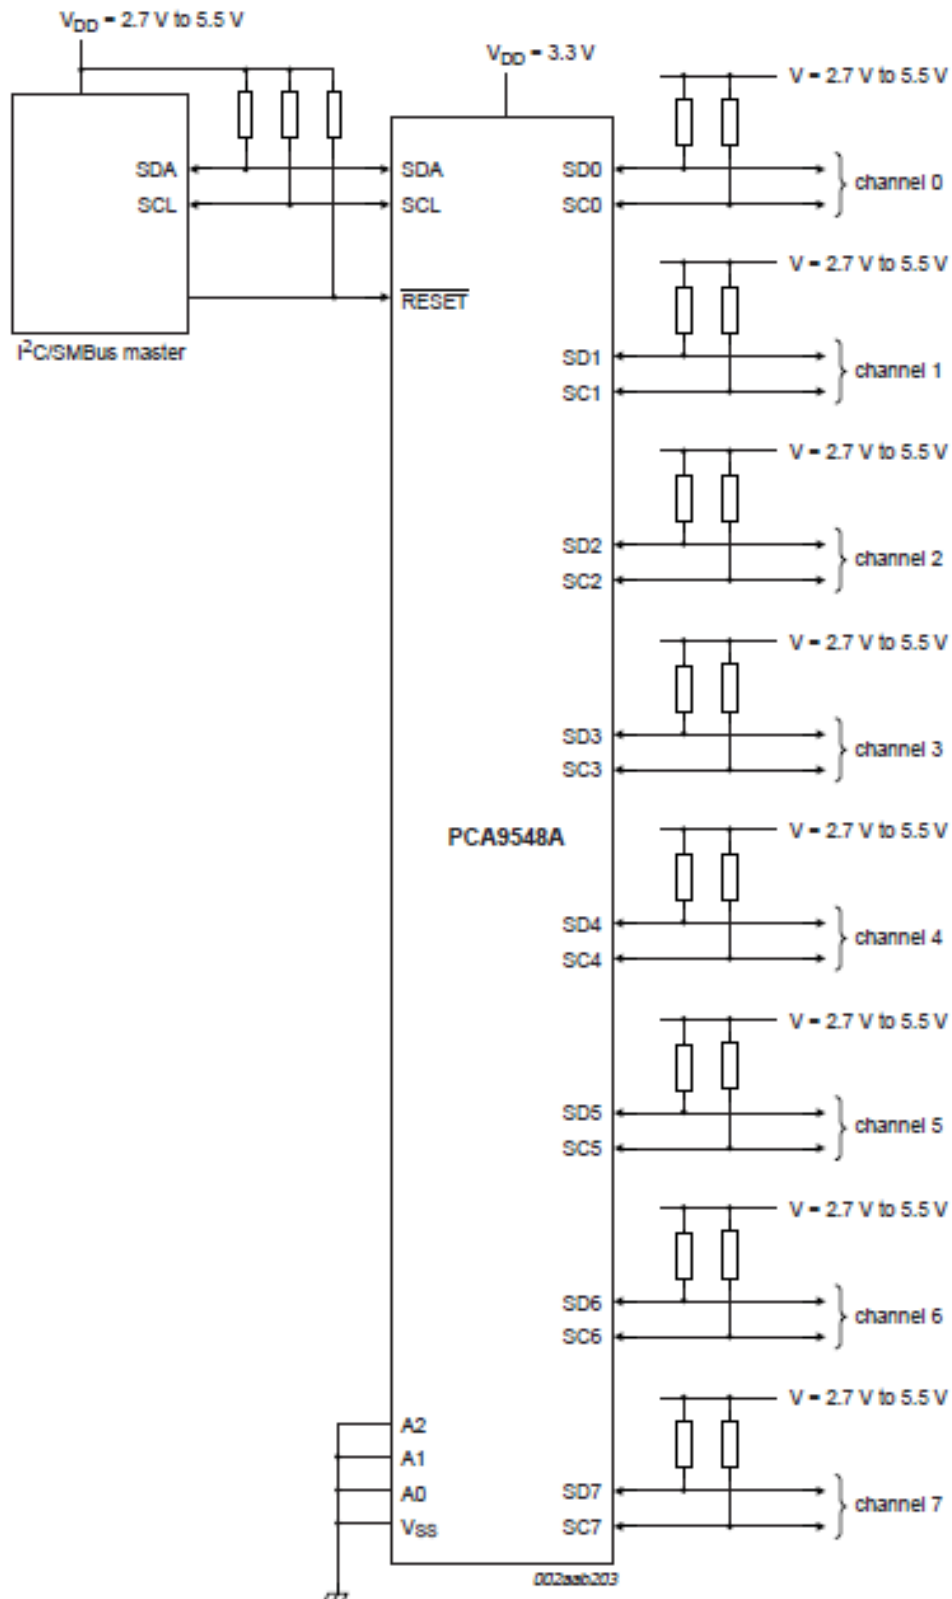 VDD = 2.7 V to 5.5 V
VDD = 3.3 V
V = 2.7 V to 5.5 V
SDA
SCL
SDA
SCL
SD0
SC0
channel 0
RESET
I2C/SMBus master
V = 2.7 V to 5.5 V
SD1
SC1
channel 1
V = 2.7 V to 5.5 V
SD2
SC2
channel 2
V = 2.7 V to 5.5 V
SD3
SC3
channel 3
PCA9548A
V = 2.7 V to 5.5 V
SD4
SC4
channel 4
V = 2.7 V to 5.5 V
SD5
SC5
channel 5
V = 2.7 V to 5.5 V
SD6
SC6
channel 6
V = 2.7 V to 5.5 V
A2
A1
A0
VSS
SD7
SC7
channel 7
002aab203